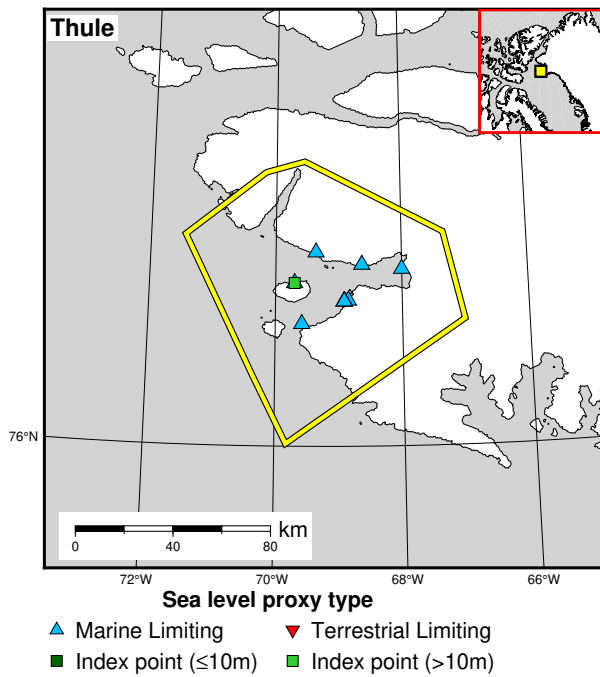 Thule
76°N
km
0 40 80
72°W 70°W 68°W 66°W
Sea level proxy type
Marine Limiting Terrestrial Limiting
Index point (≤10m) Index point (>10m)